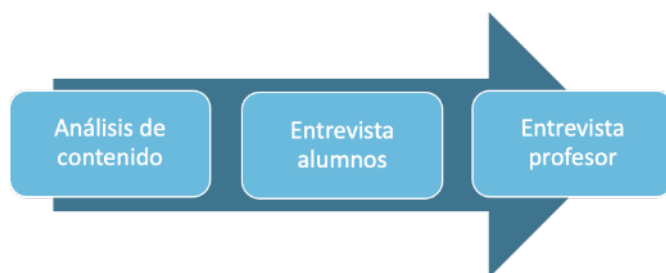 Análisis de
contenido
Entrevista
alumnos
Entrevista
profesor